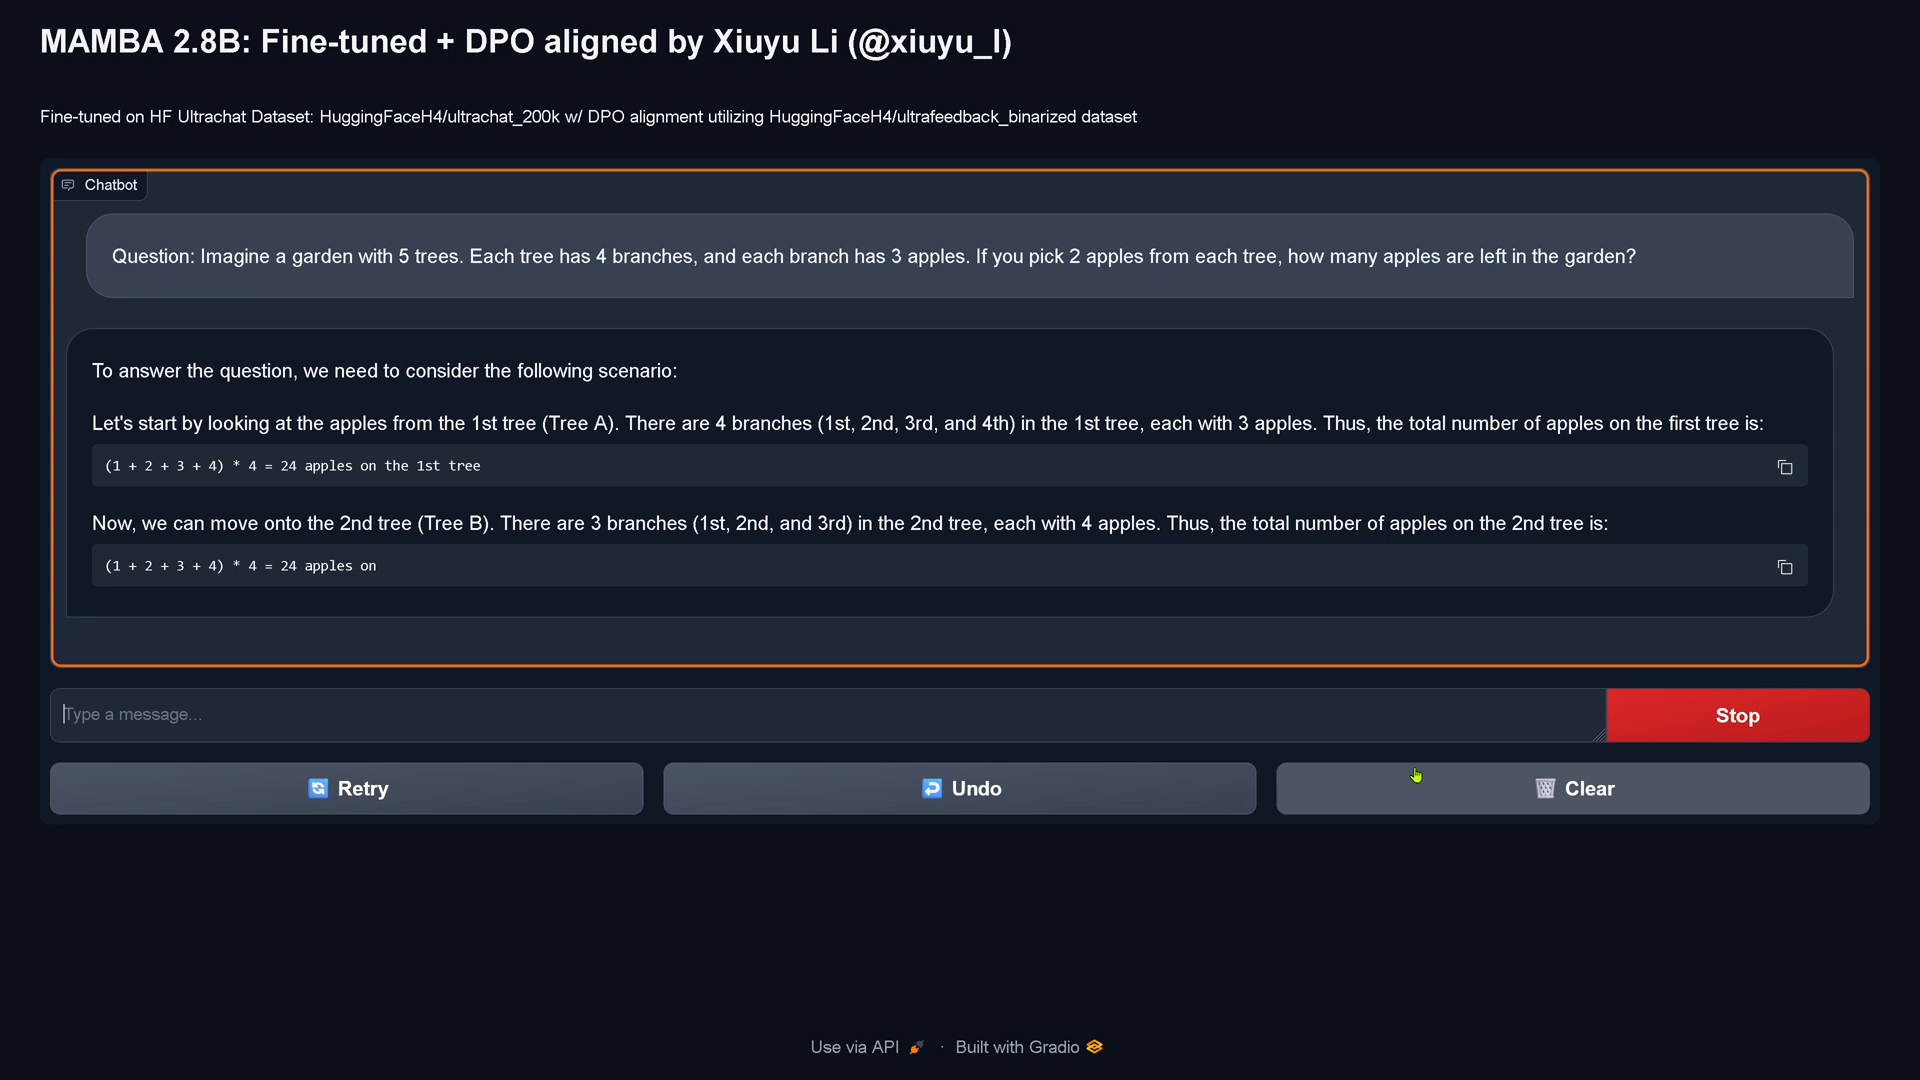 MAMBA 2.8B: Fine-tuned + DPO aligned by Xiuyu Li (@xiuyu_l)
Fine-tuned on HF Ultrachat Dataset: HuggingFaceH4/ultrachat_200k w/ DPO alignment utilizing HuggingFaceH4/ultrafeedback_binarized dataset
Chatbot
Question: Imagine a garden with 5 trees. Each tree has 4 branches, and each branch has 3 apples. If you pick 2 apples from each tree, how many apples are left in the garden?
To answer the question, we need to consider the following scenario:
Let's start by looking at the apples from the 1st tree (Tree A). There are 4 branches (1st, 2nd, 3rd, and 4th) in the 1st tree, each with 3 apples. Thus, the total number of apples on the first tree is:
(1 + 2 + 3 + 4) * 4 = 24 apples on the 1st tree
Now, we can move onto the 2nd tree (Tree B). There are 3 branches (1st, 2nd, and 3rd) in the 2nd tree, each with 4 apples. Thus, the total number of apples on the 2nd tree is:
(1 + 2 + 3 + 4) * 4 = 24 apples on
Type a message...
Stop
Retry
Undo
Clear
Use via API · Built with Gradio